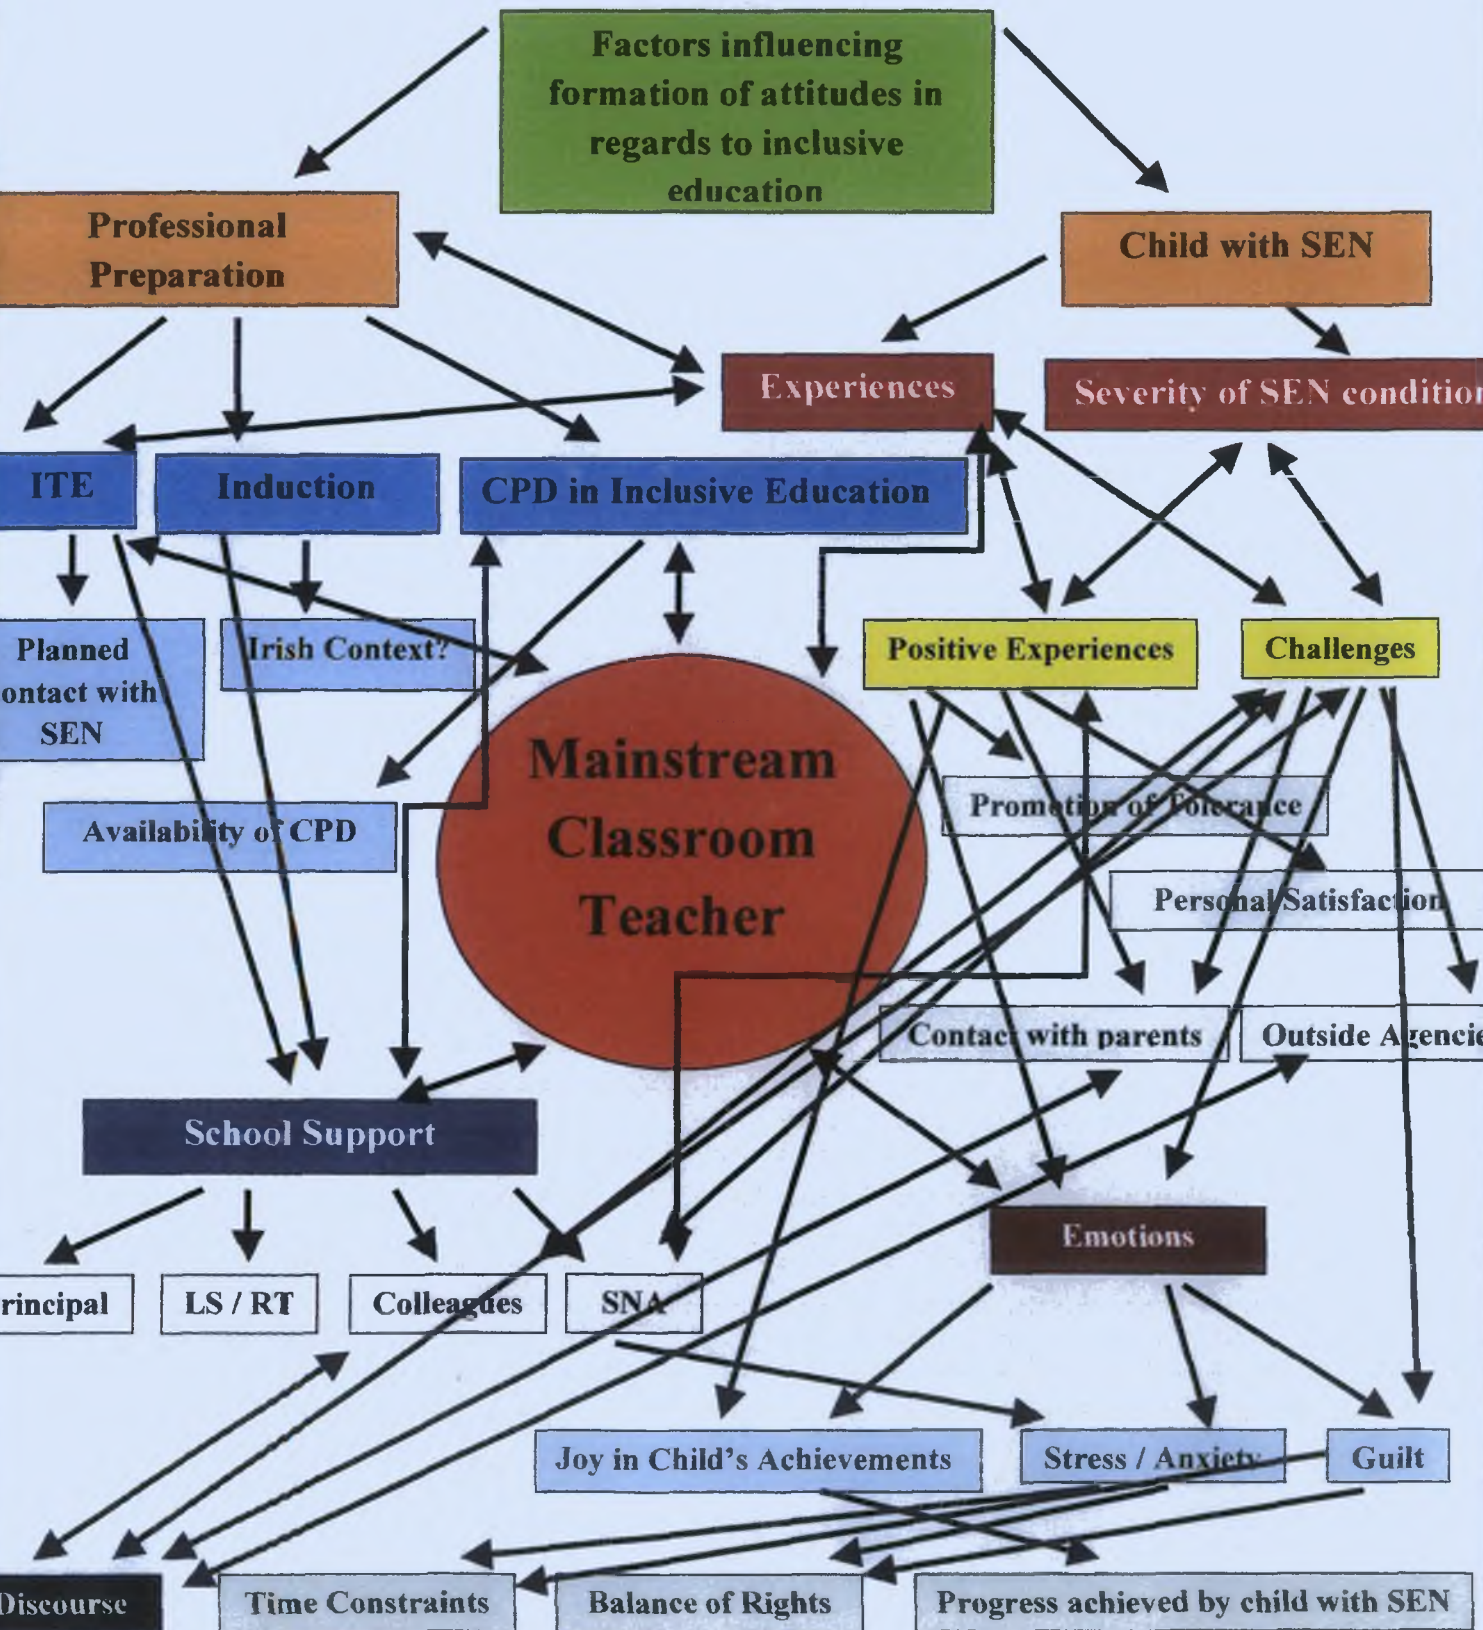 Factors influencing
formation of attitudes in
regards to inclusive
education
Professional
Preparation
Child with SEN
Experiences
Severity of SEN condition
ITE
Induction
CPD in Inclusive Education
Planned
ontact with
SEN
Irish Context?
Positive Experiences
Challenges
Availability of CPD
Mainstream
Classroom
Teacher
Promotion of Tolerance
Personal Satisfaction
Contact with parents
Outside Agencie
School Support
Emotions
rincipal
LS / RT
Colleagues
SNA
Joy in Child's Achievements
Stress / Anxiety
Guilt
Discourse
Time Constraints
Balance of Rights
Progress achieved by child with SEN